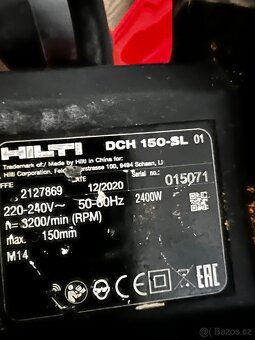 HILTI DCH 150-SL 01
Trademark of / Made by Hilti in China for:
Hilti Corporation, Feldkircherstrasse 100, 9494 Schaan, LI
DATE Serial no.:
2127869 12/2020 015071
220-240V~ 50-60Hz 2400W
n= 3200/min (RPM)
max. 150mm
M14
CE EAC
© Bazos.cz